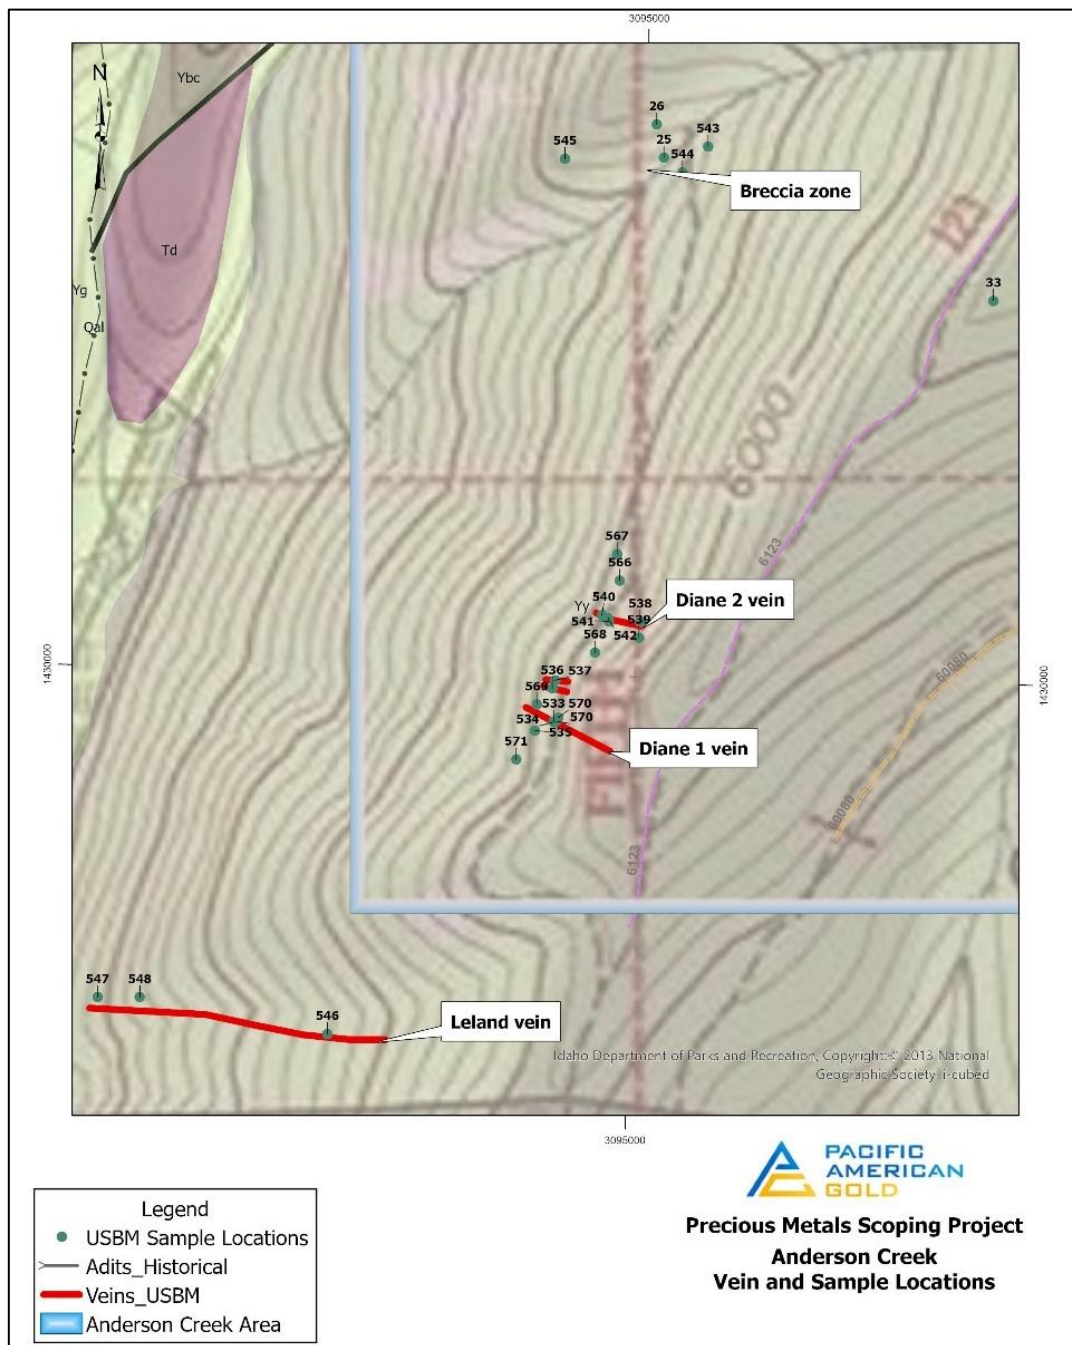 3095000
N
Ybc
26
543
545
25
544
Breccia zone
Td
123
33
Yg
Qal
6000
567
6123
566
540
538
Yy
Diane 2 vein
541
539
542
568
1430000
536
537
1430000
569
533
570
534
570
535
Diane 1 vein
571
60080
60080
6123
547
548
546
Leland vein
Idaho Department of Parks and Recreation, Copyright:© 2013 National
Geographic Society, i-cubed
3095000
PACIFIC
AMERICAN
GOLD
Legend
USBM Sample Locations
Adits_Historical
Veins_USBM
Anderson Creek Area
Precious Metals Scoping Project
Anderson Creek
Vein and Sample Locations